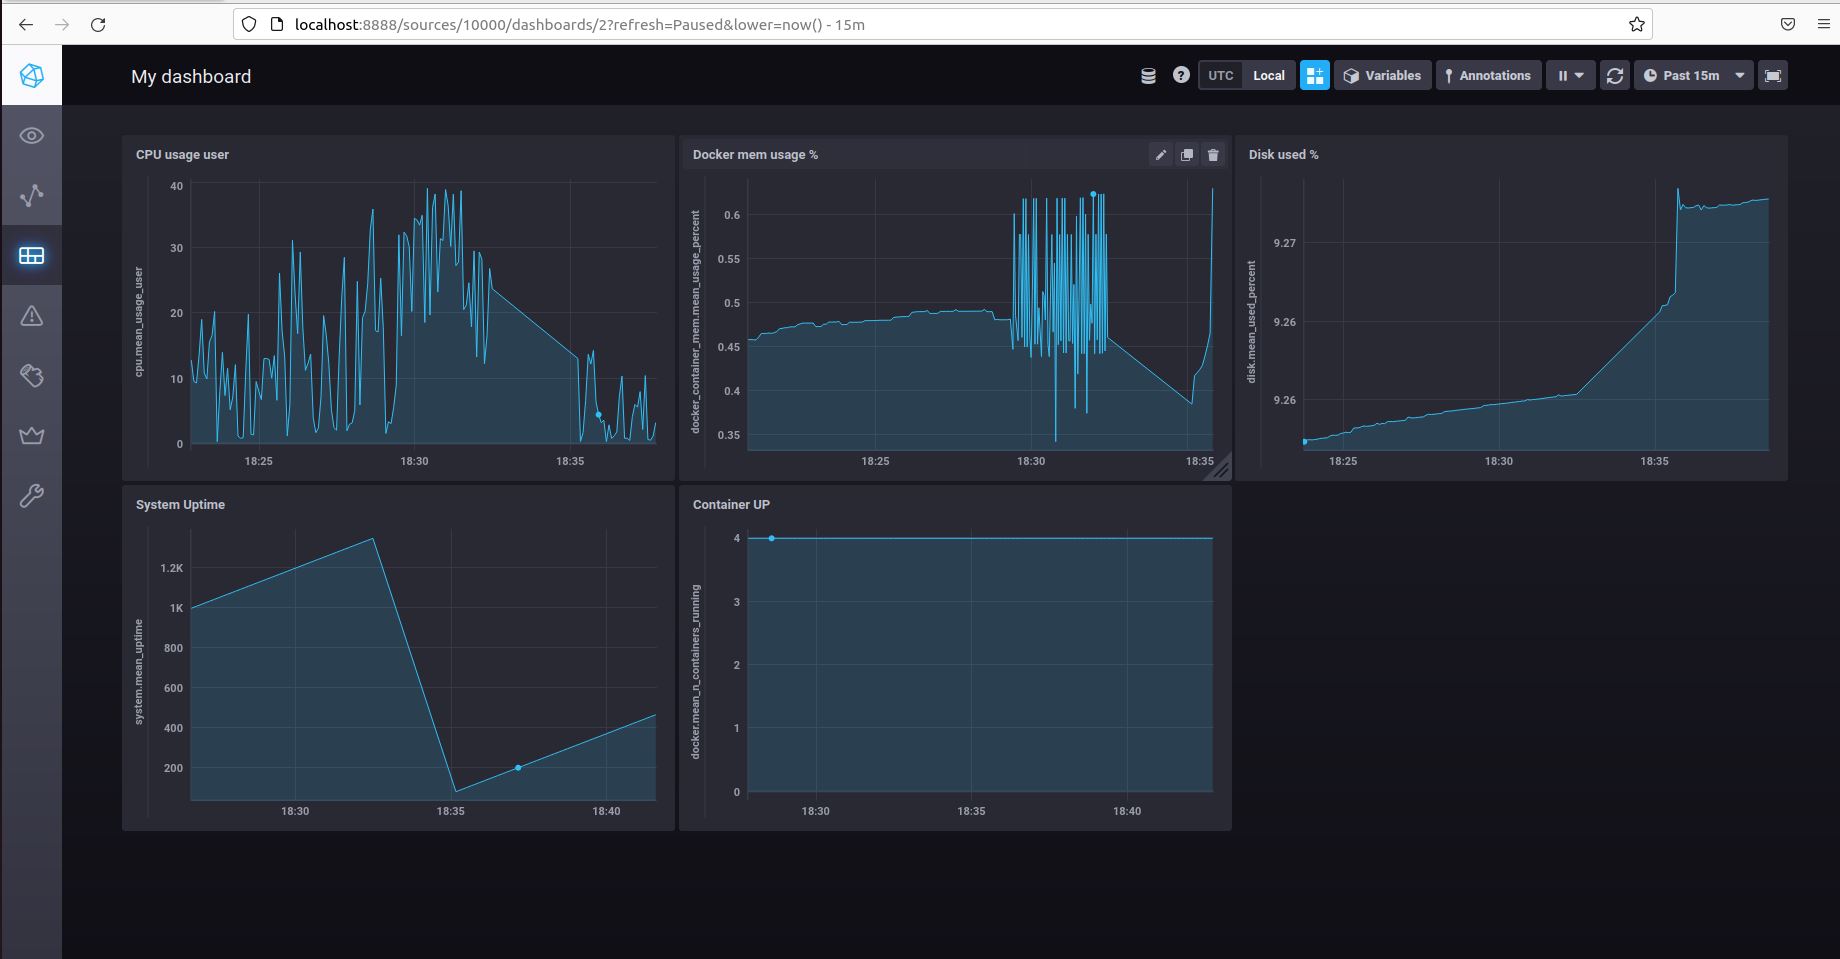 localhost:8888/sources/10000/dashboards/2?refresh=Paused&lower=now() - 15m
My dashboard
? UTC Local Variables Annotations Past 15m
CPU usage user
cpu.mean_usage_user
40
30
20
10
0
18:25 18:30 18:35
Docker mem usage %
docker_container_mem.mean_usage_percent
0.6
0.55
0.5
0.45
0.4
0.35
18:25 18:30 18:35
Disk used %
disk.mean_used_percent
9.27
9.26
9.26
18:25 18:30 18:35
System Uptime
system.mean_uptime
1.2K
1K
800
600
400
200
18:30 18:35 18:40
Container UP
docker.mean_n_containers_running
4
3
2
1
0
18:30 18:35 18:40